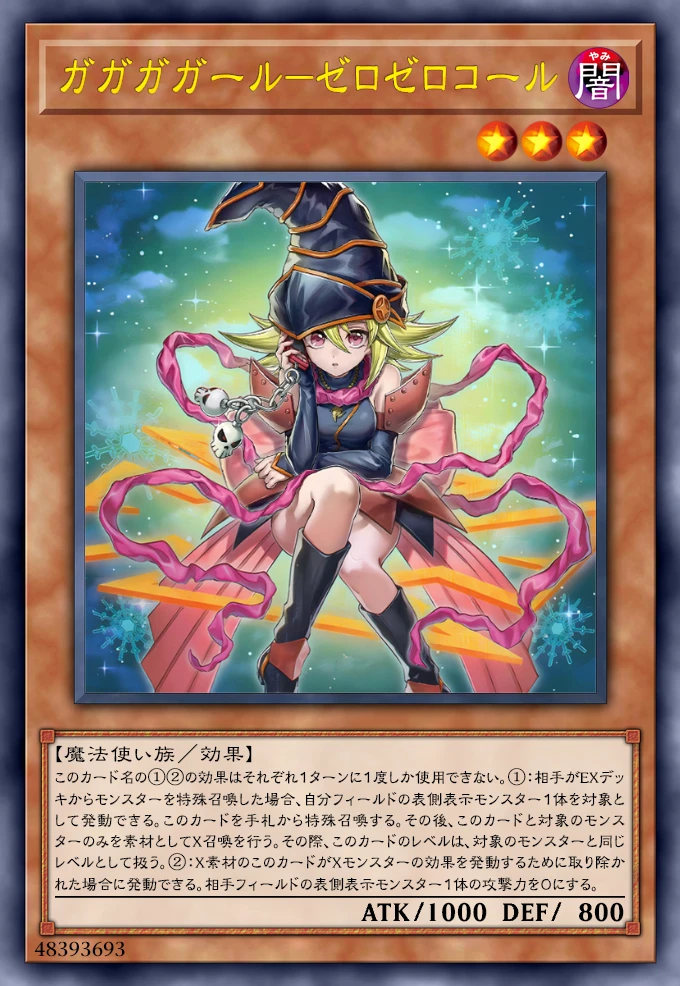 ガガガガール－ゼロゼロコール
やみ
闇
【魔法使い族／効果】
このカード名の①②の効果はそれぞれ1ターンに1度しか使用できない。①：相手がEXデッ
キからモンスターを特殊召喚した場合、自分フィールドの表側表示モンスター1体を対象と
して発動できる。このカードを手札から特殊召喚する。その後、このカードと対象のモンス
ターのみを素材としてX召喚を行う。その際、このカードのレベルは、対象のモンスターと同じ
レベルとして扱う。②：X素材のこのカードがXモンスターの効果を発動するために取り除か
れた場合に発動できる。相手フィールドの表側表示モンスター1体の攻撃力を0にする。
ATK/1000 DEF/ 800
48393693